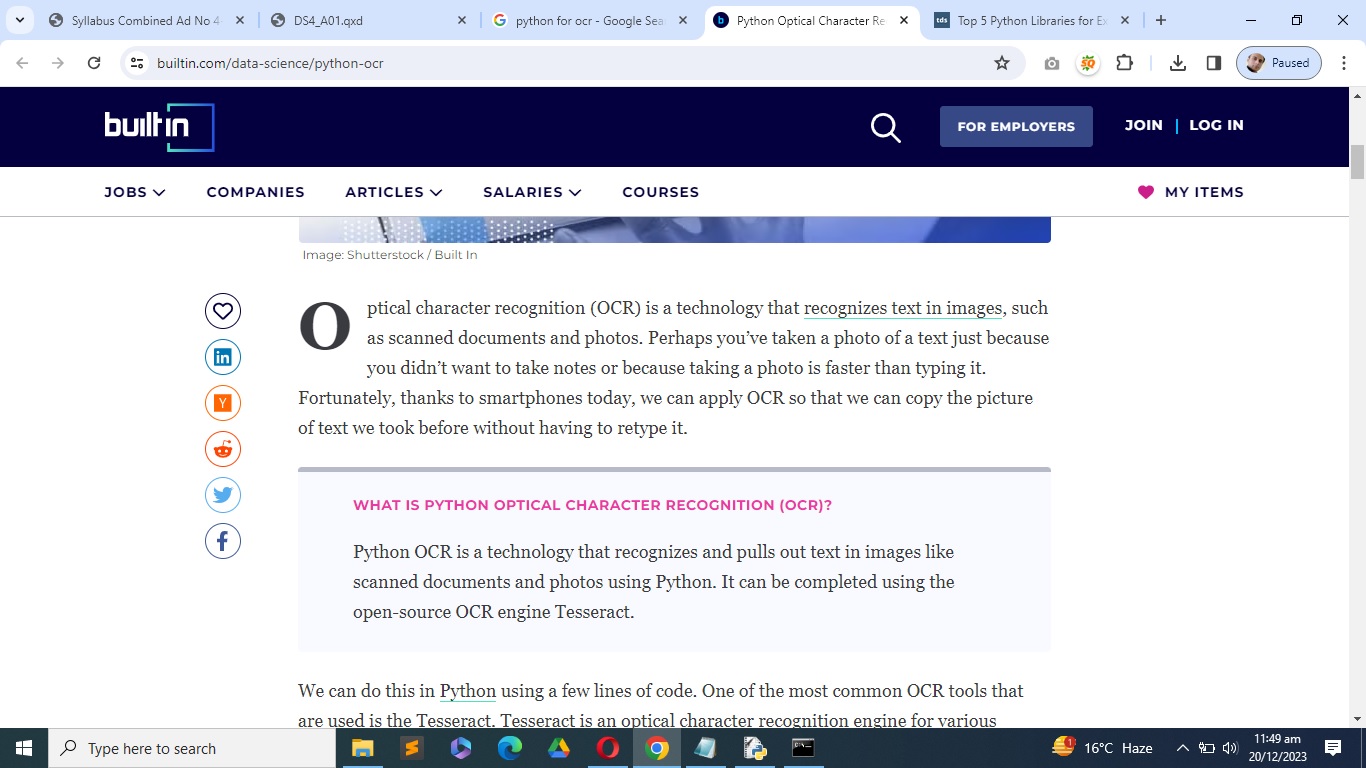 Syllabus Combined Ad No 4-
DS4_A01.qxd
python for ocr - Google Sea
Python Optical Character Re
tds
Top 5 Python Libraries for Ex
builtin.com/data-science/python-ocr
Paused
built in
FOR EMPLOYERS
JOIN | LOG IN
JOBS
COMPANIES
ARTICLES
SALARIES
COURSES
MY ITEMS
Image: Shutterstock / Built In
Optical character recognition (OCR) is a technology that recognizes text in images, such
as scanned documents and photos. Perhaps you’ve taken a photo of a text just because
you didn’t want to take notes or because taking a photo is faster than typing it.
Fortunately, thanks to smartphones today, we can apply OCR so that we can copy the picture
of text we took before without having to retype it.
WHAT IS PYTHON OPTICAL CHARACTER RECOGNITION (OCR)?
Python OCR is a technology that recognizes and pulls out text in images like
scanned documents and photos using Python. It can be completed using the
open-source OCR engine Tesseract.
We can do this in Python using a few lines of code. One of the most common OCR tools that
are used is the Tesseract. Tesseract is an optical character recognition engine for various
Type here to search
1
16°C Haze
11:49 am
20/12/2023